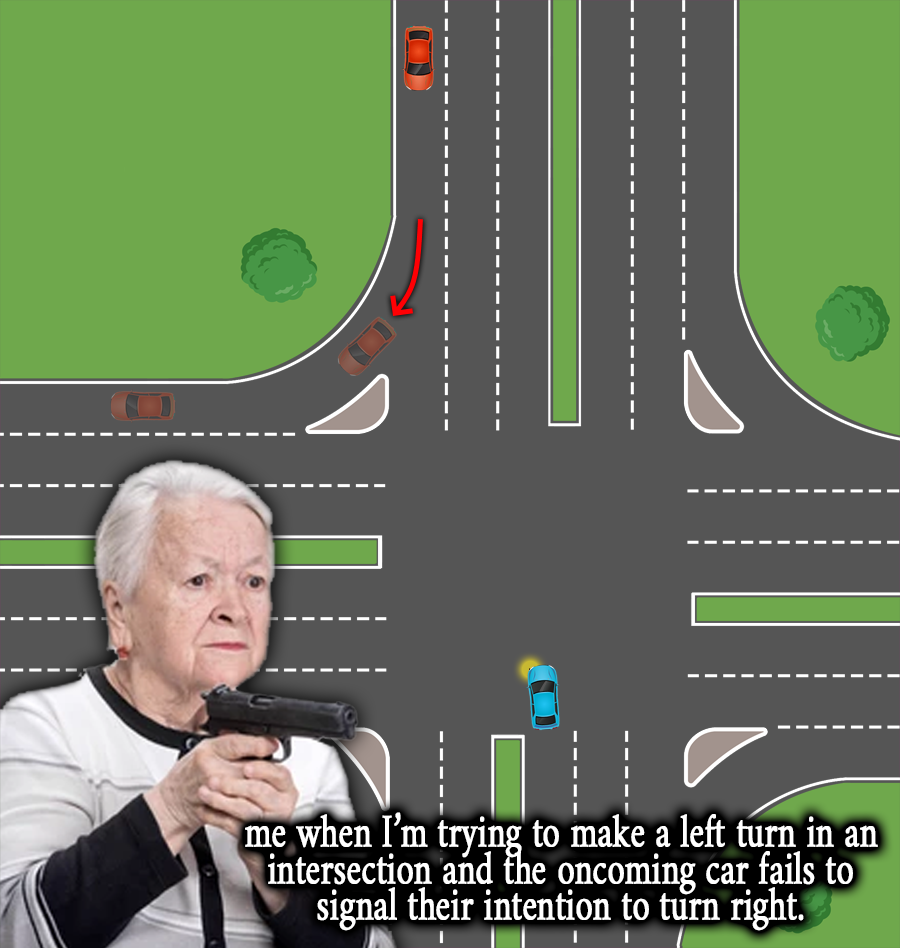 me when I'm trying to make a left turn in an
intersection and the oncoming car fails to
signal their intention to turn right.